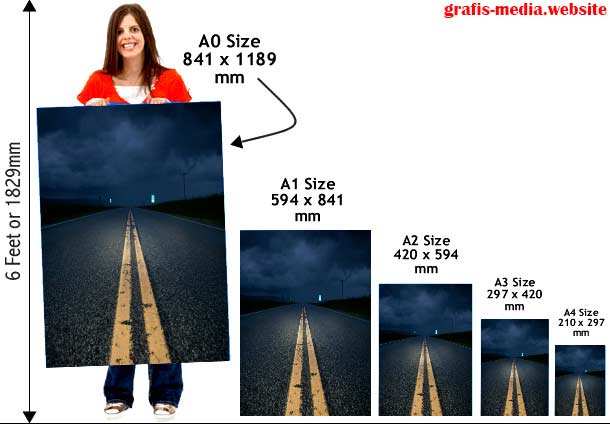 grafis-media.website
A0 Size
841 x 1189
mm
6 Feet or 1829mm
A1 Size
594 x 841
mm
A2 Size
420 x 594
mm
A3 Size
297 x 420
mm
A4 Size
210 x 297
mm